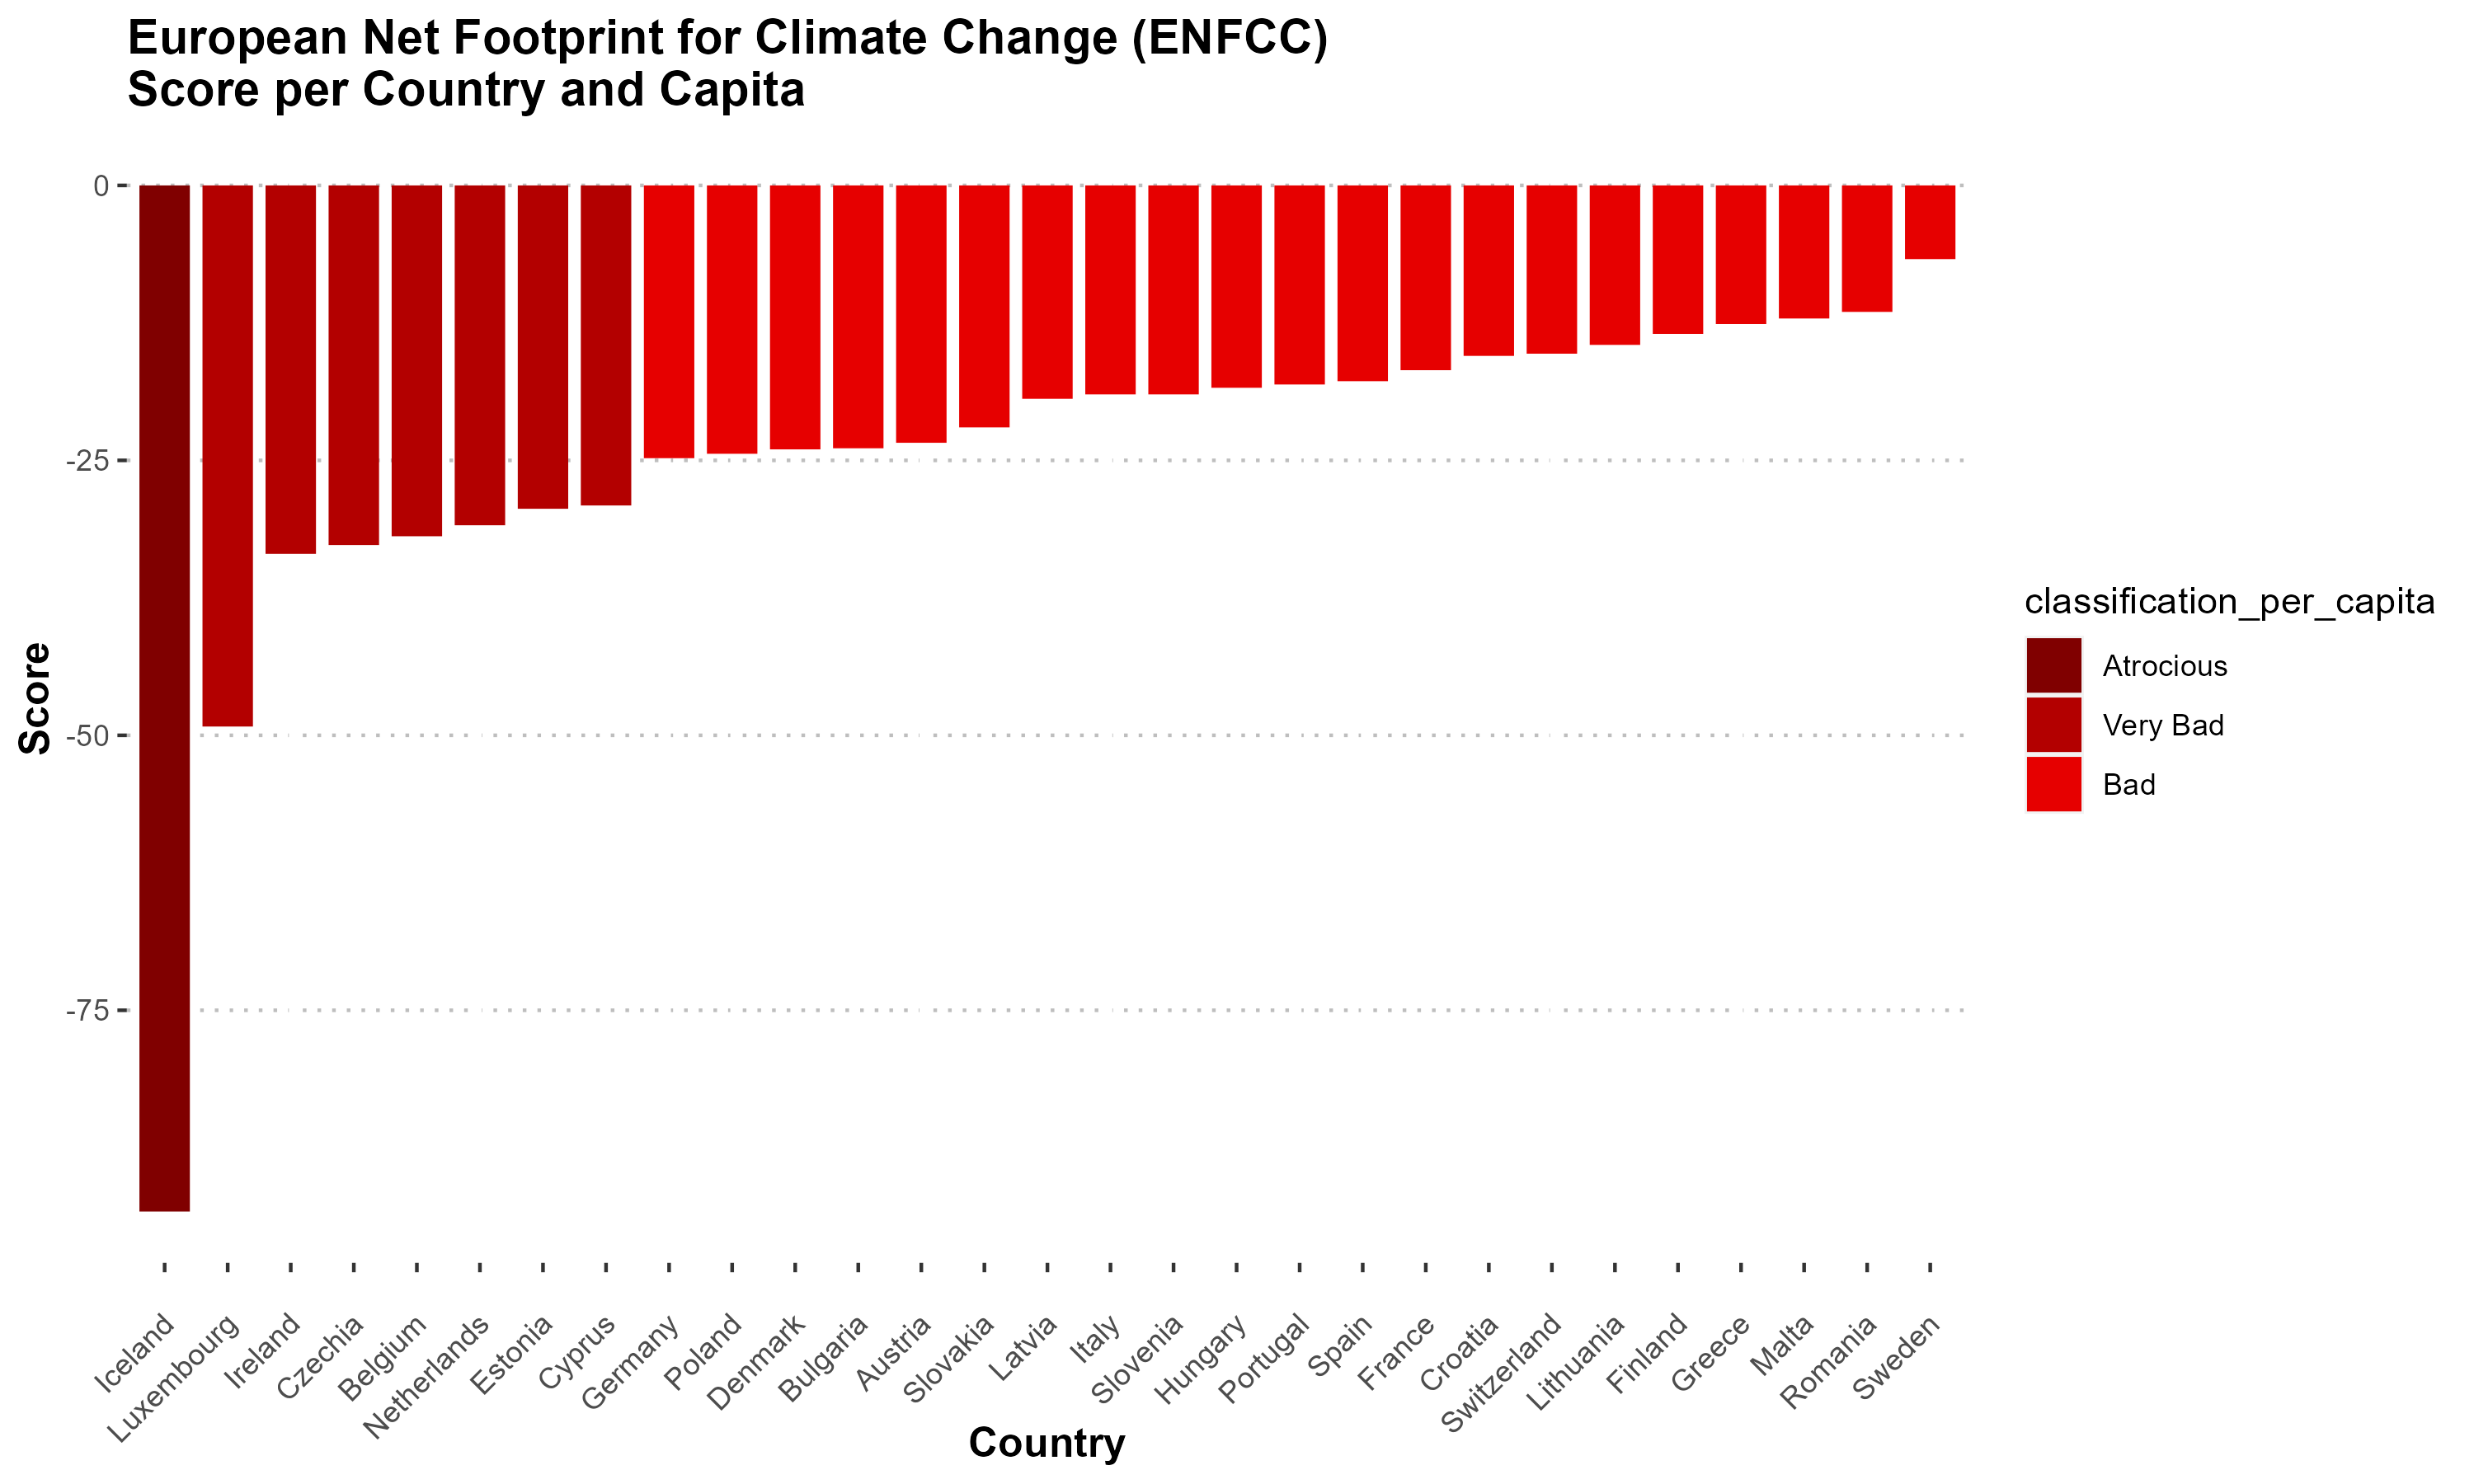 European Net Footprint for Climate Change (ENFCC)
Score per Country and Capita
0
-25
-50
-75
Score
Iceland
Luxembourg
Ireland
Czechia
Belgium
Netherlands
Estonia
Cyprus
Germany
Poland
Denmark
Bulgaria
Austria
Slovakia
Latvia
Italy
Slovenia
Hungary
Portugal
Spain
France
Croatia
Switzerland
Lithuania
Finland
Greece
Malta
Romania
Sweden
Country
classification_per_capita
Atrocious
Very Bad
Bad